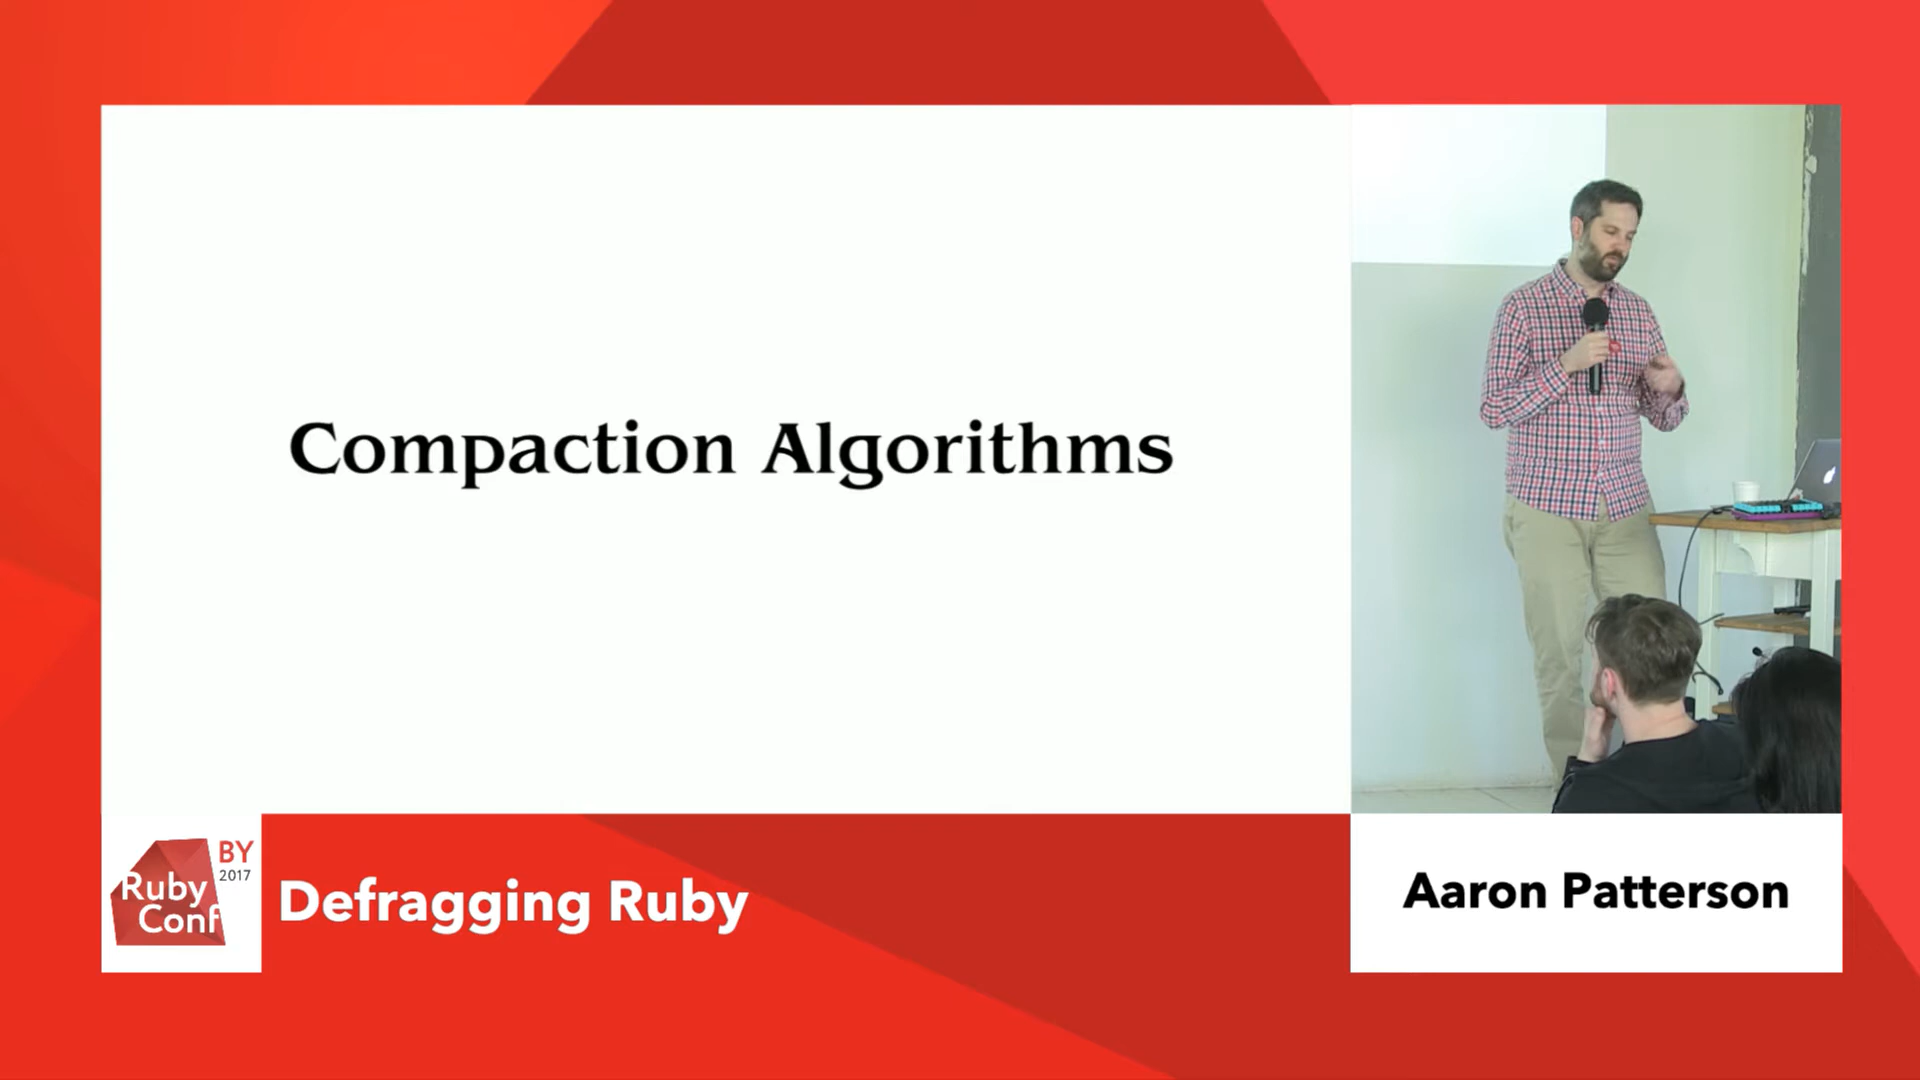 Compaction Algorithms
Ruby
Conf
BY
2017
Defragging Ruby
Aaron Patterson